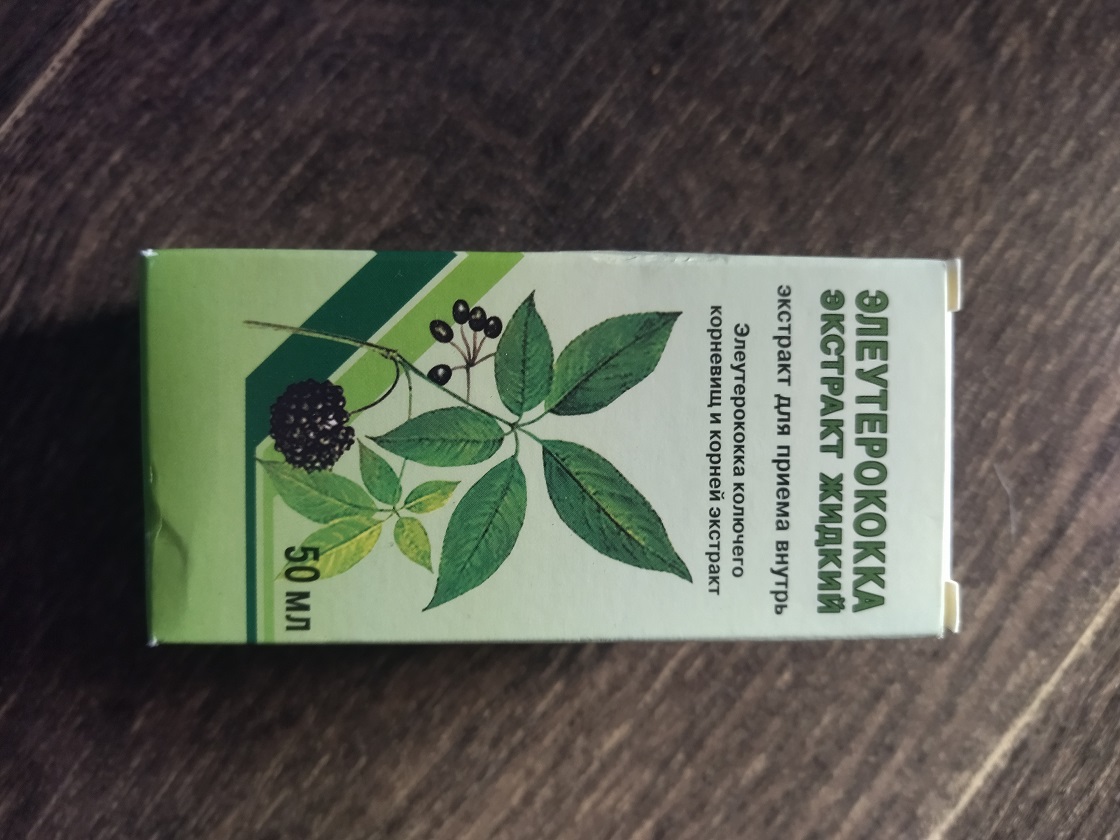 ЭЛЕУТЕРОКОККА
ЭКСТРАКТ ЖИДКИЙ
экстракт для приема внутрь
Элеутерококка колючего
корневищ и корней экстракт
50 мл